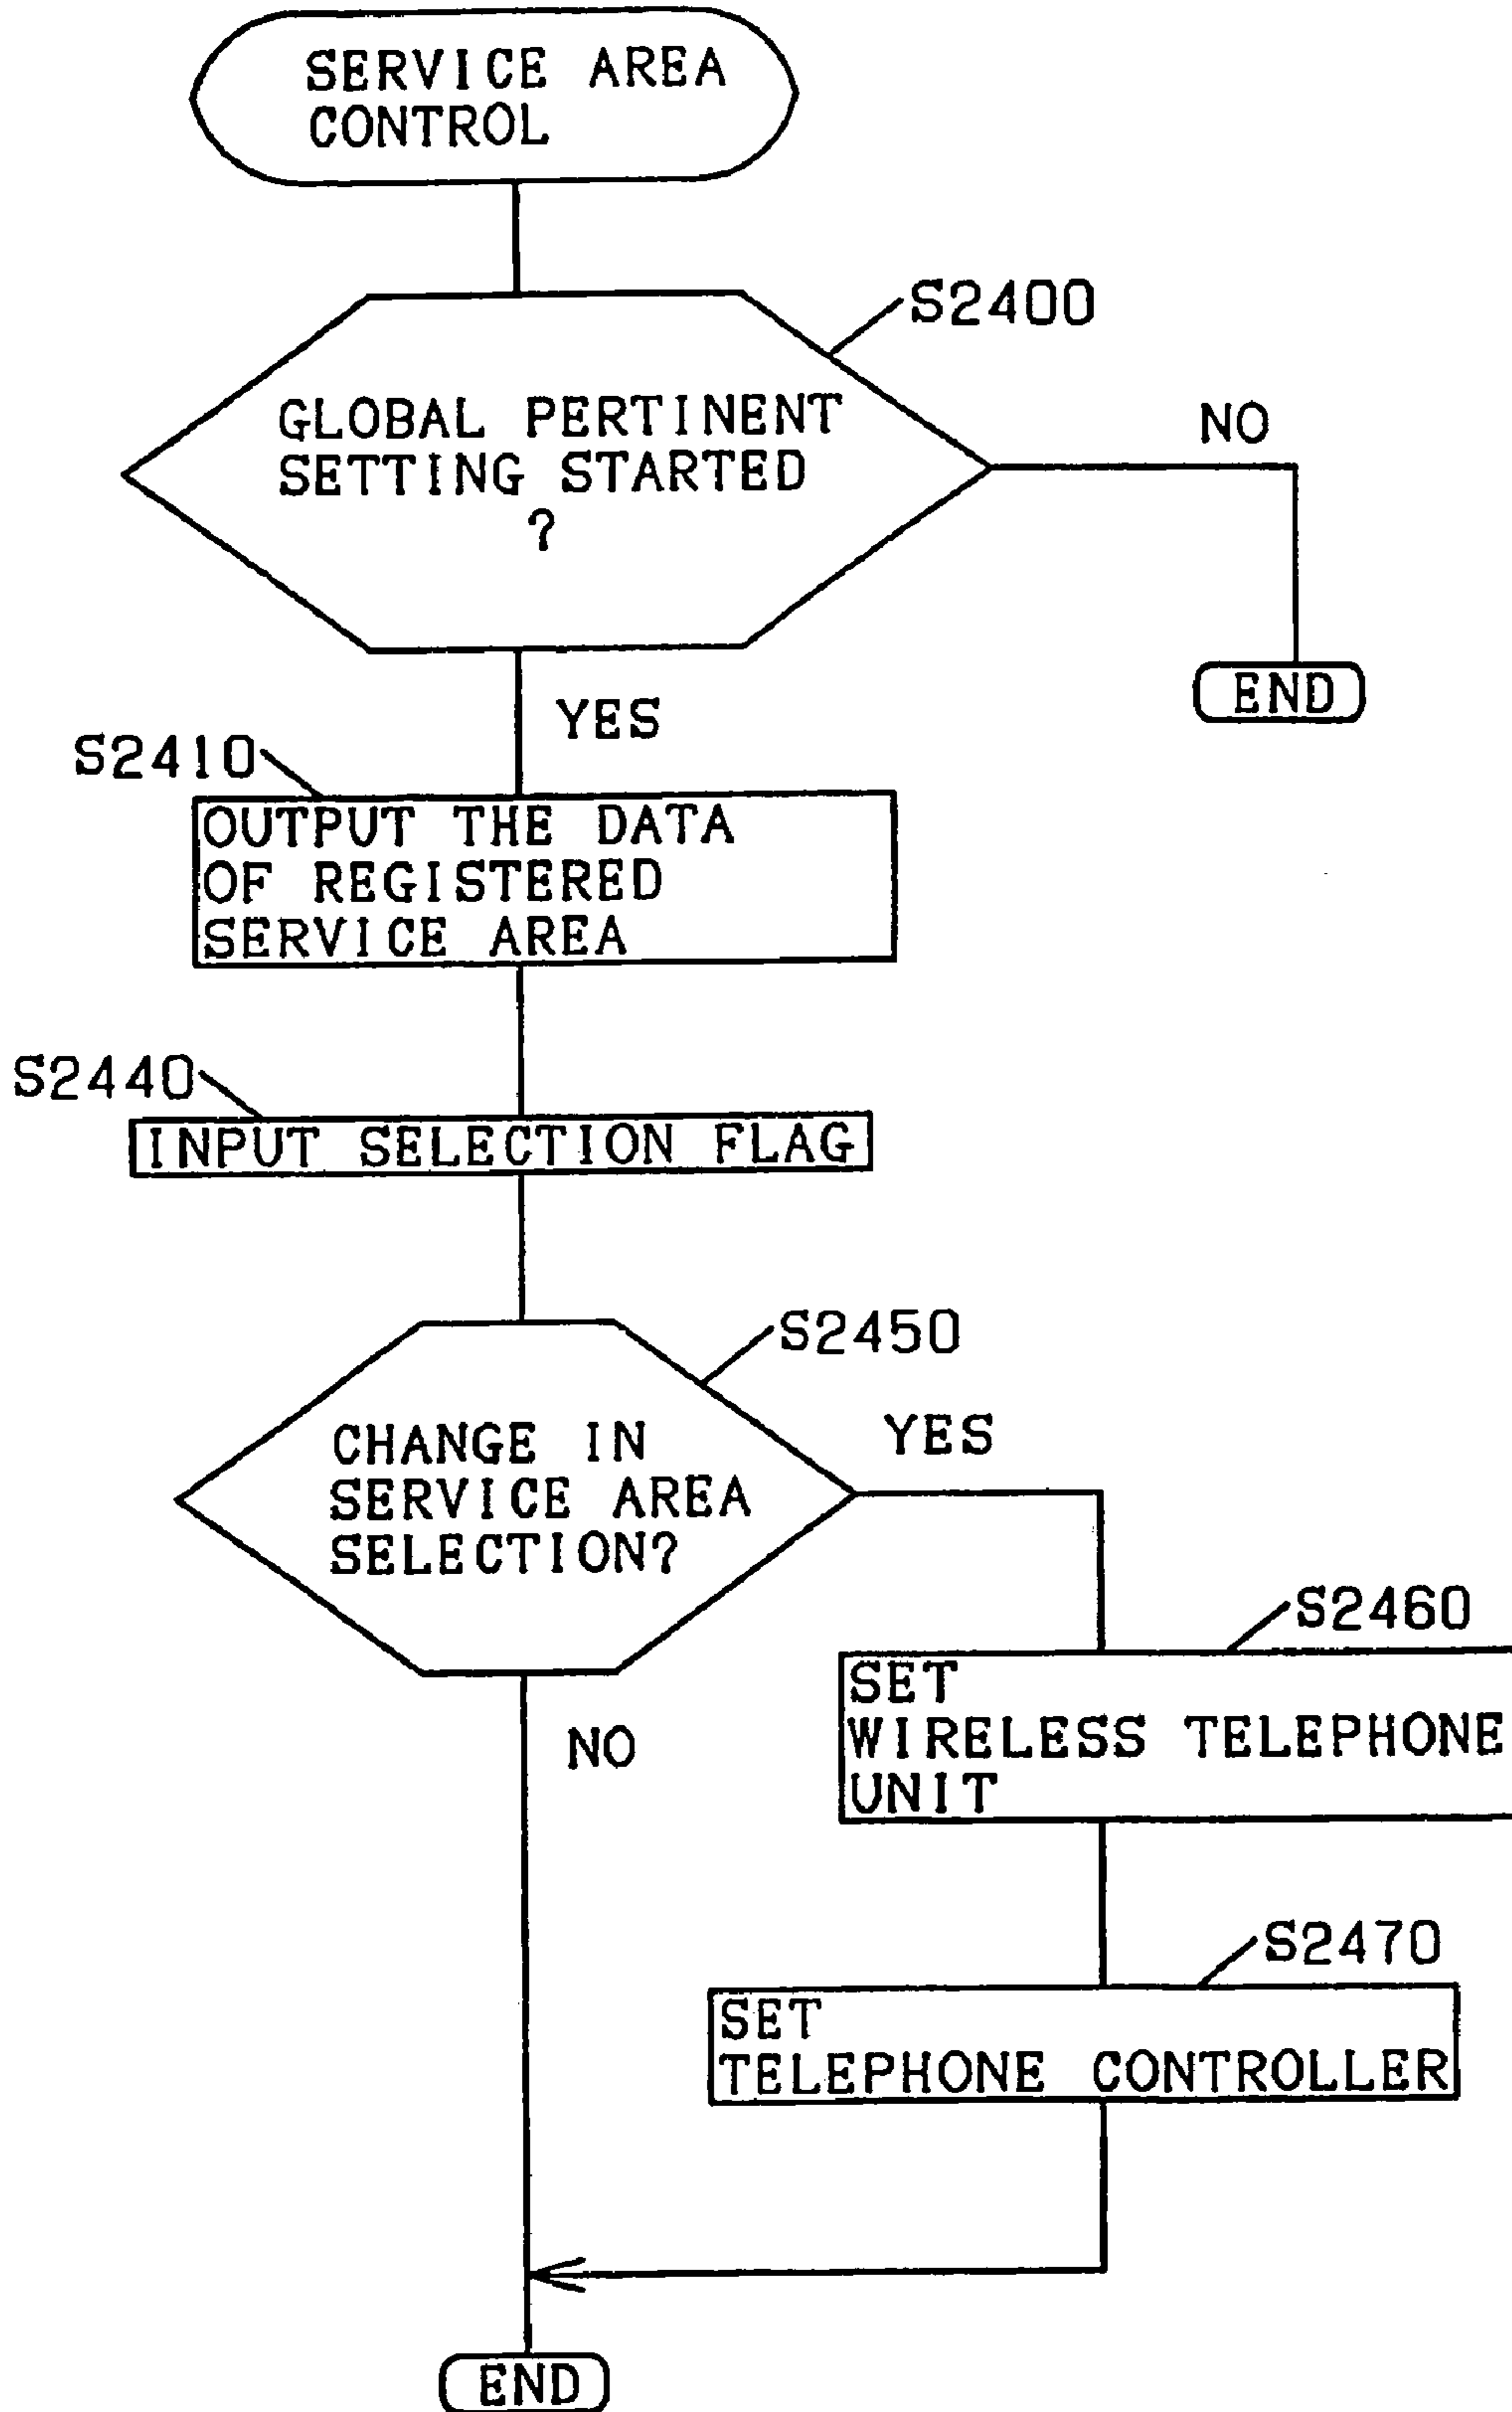 SERVICE AREA
CONTROL
S2400
GLOBAL PERTINENT
SETTING STARTED
?
NO
END
YES
S2410
OUTPUT THE DATA
OF REGISTERED
SERVICE AREA
S2440
INPUT SELECTION FLAG
S2450
CHANGE IN
SERVICE AREA
SELECTION?
YES
NO
S2460
SET
WIRELESS TELEPHONE
UNIT
S2470
SET
TELEPHONE CONTROLLER
END